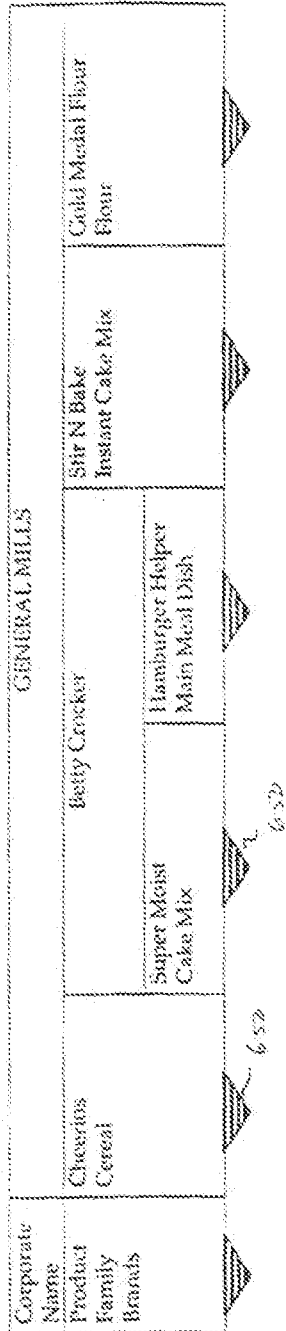 Corporate
Name
GENERAL MILLS
Product
Family
Brands
Cheerios
Cereal
Betty Crocker
Super Moist
Cake Mix
Hamburger Helper
Main Meal Dish
Stir N Bake
Instant Cake Mix
Gold Medal Flour
Flour
650
652